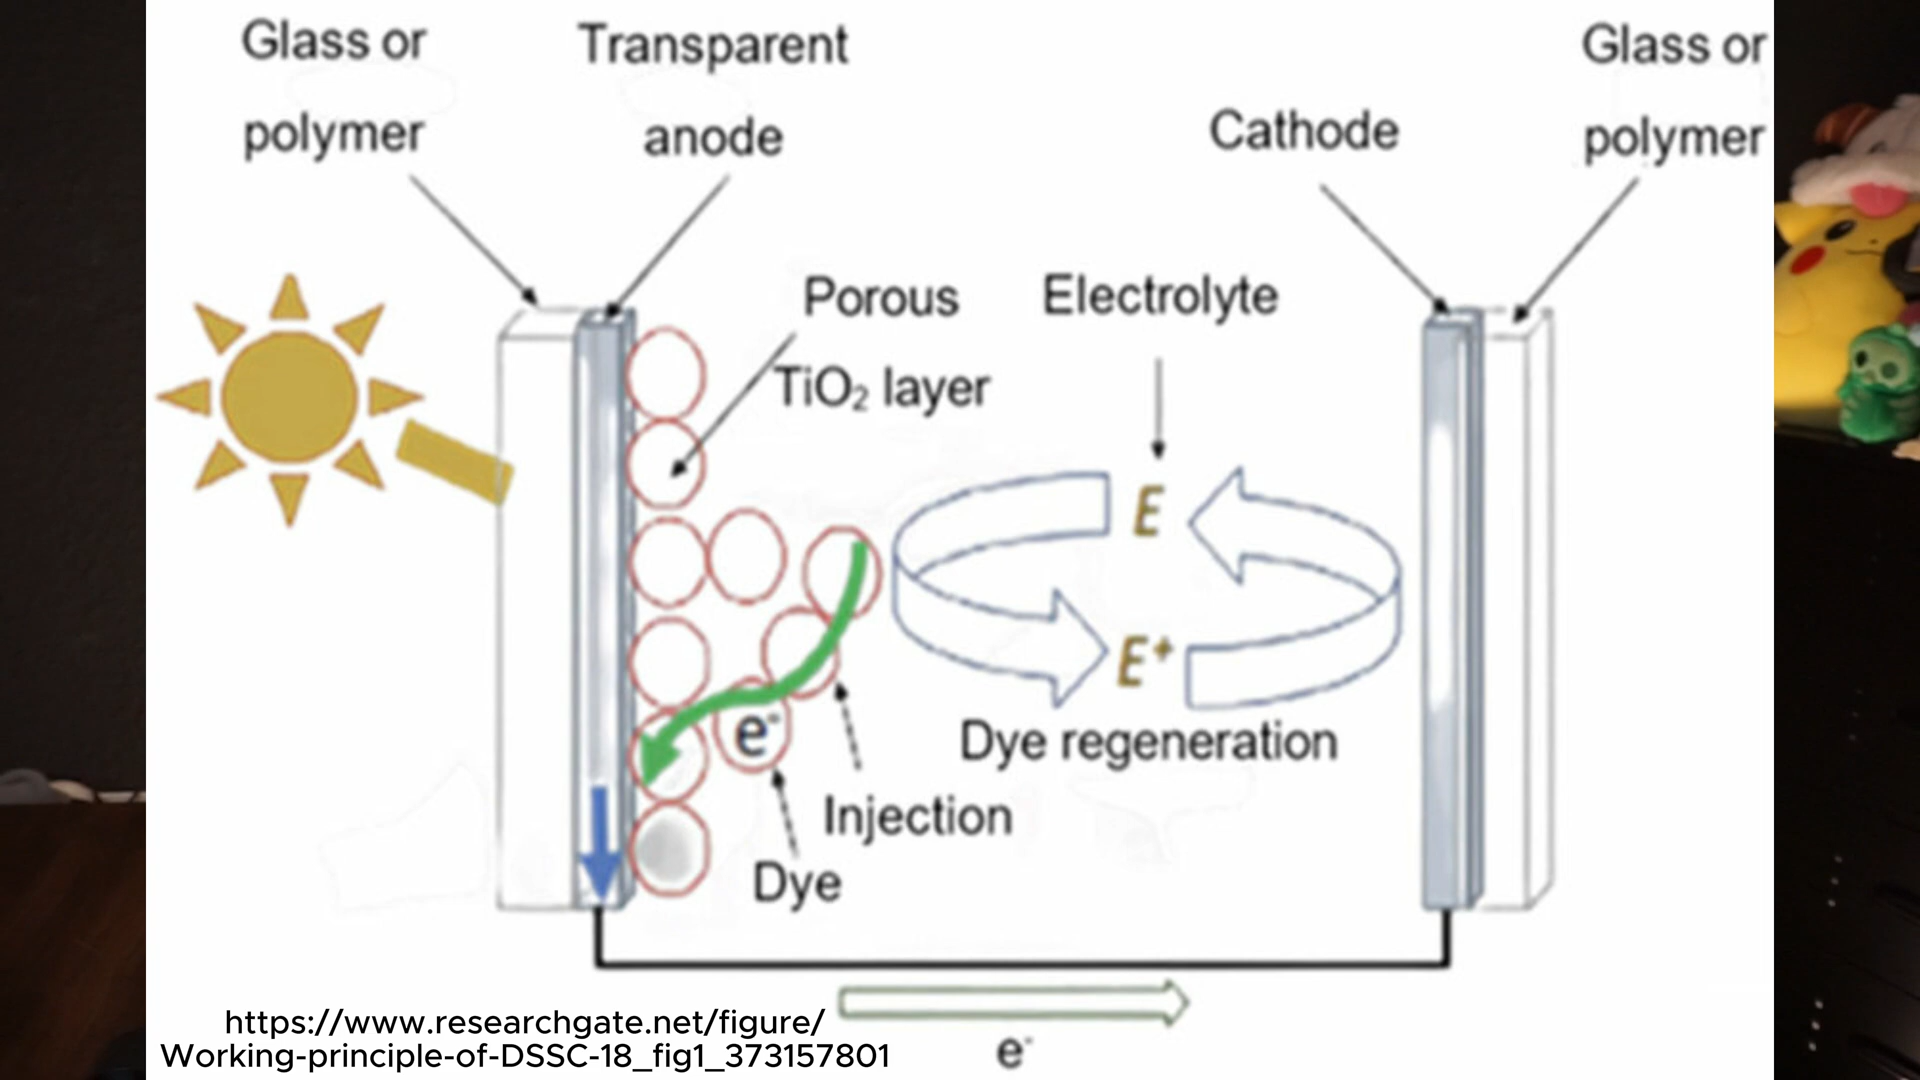 Glass or
polymer
Transparent
anode
Cathode
Glass or
polymer
Porous
TiO₂ layer
Electrolyte
E
E⁺
Dye regeneration
e⁻
Injection
Dye
e⁻
https://www.researchgate.net/figure/
Working-principle-of-DSSC-18_fig1_373157801